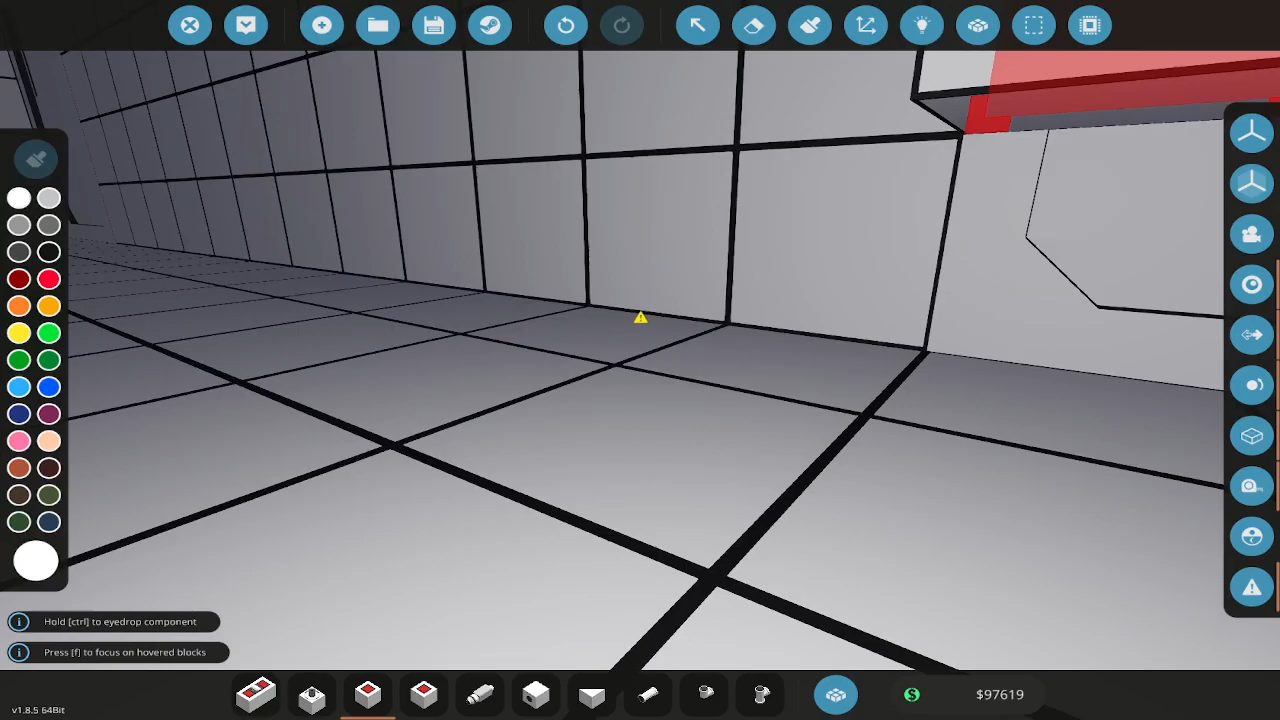 Hold [ctrl] to eyedrop component
Press [f] to focus on hovered blocks
v1.8.5 64Bit
$ $97619